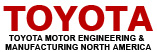 TOYOTA
TOYOTA MOTOR ENGINEERING &
MANUFACTURING NORTH AMERICA